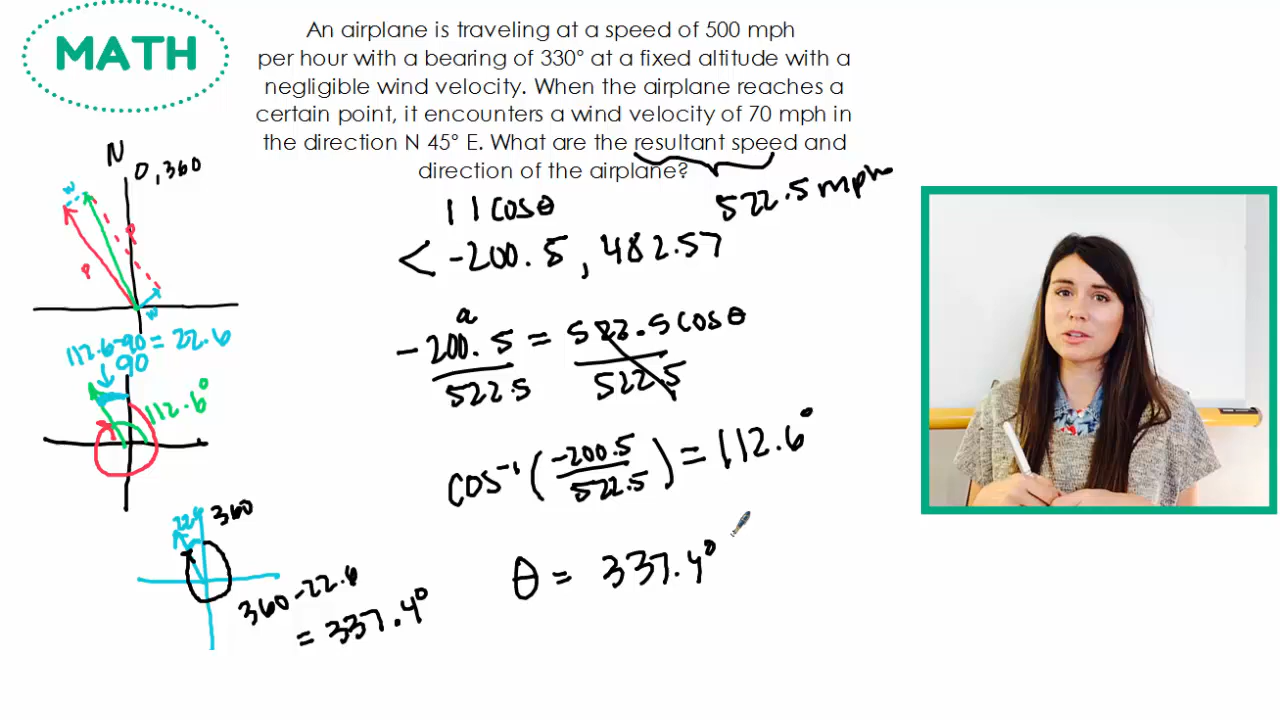 MATH
An airplane is traveling at a speed of 500 mph
per hour with a bearing of 330° at a fixed altitude with a
negligible wind velocity. When the airplane reaches a
certain point, it encounters a wind velocity of 70 mph in
the direction N 45° E. What are the resultant speed and
direction of the airplane?
522.5 mph
N
0,360
w
P
P
w
| | cosθ
< -200.5, 482.57
112.6-90 = 22.6
90
112.6°
a
-200.5 = 522.5 cosθ
522.5 522.5
cos⁻¹ ( -200.5
522.5 ) = 112.6°
22.6
360
360-22.6
= 337.4°
θ = 337.4°